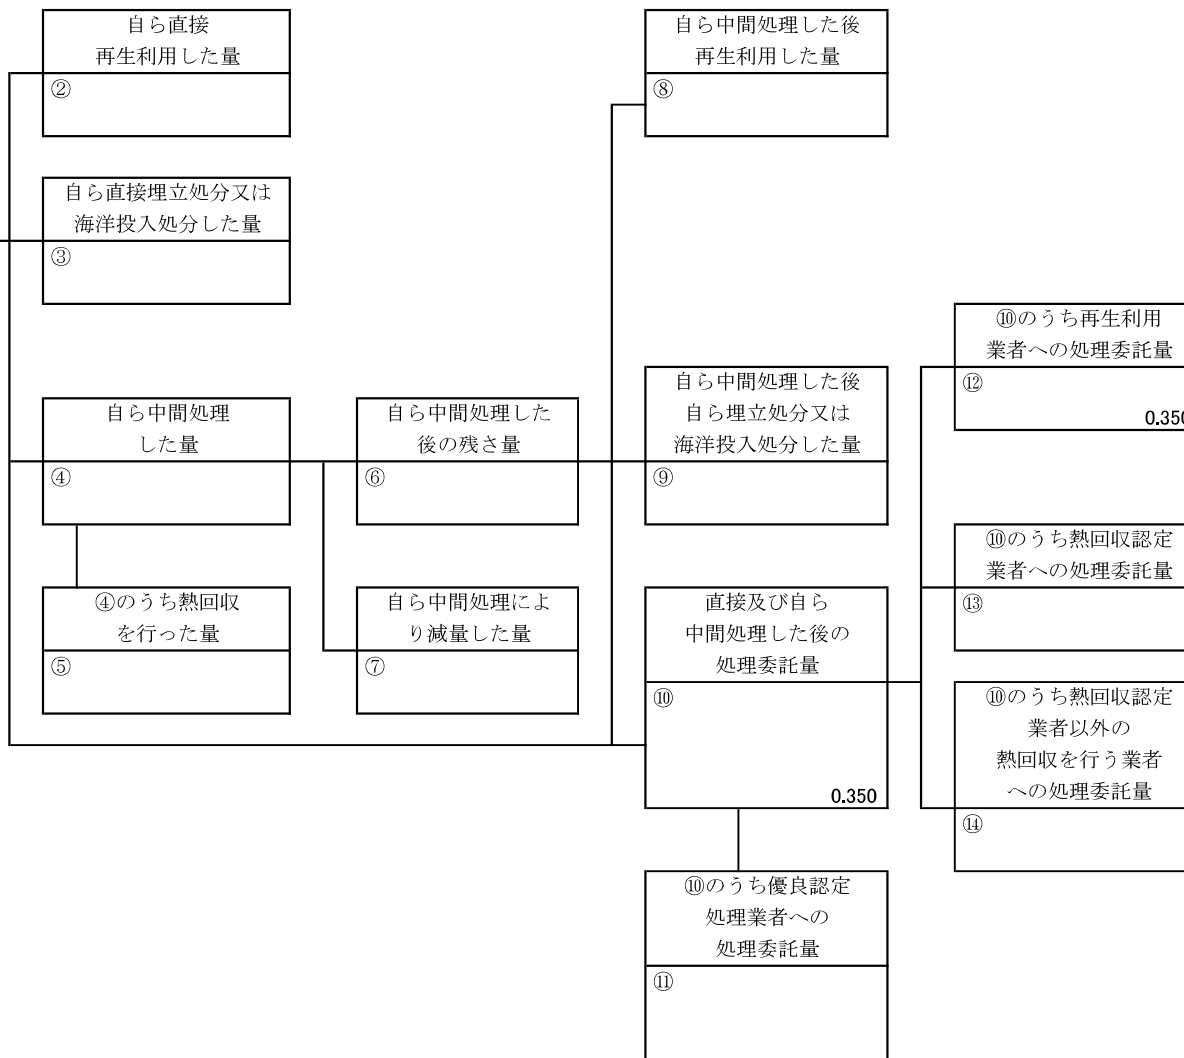 自ら直接
再生利用した量
②
自ら中間処理した後
再生利用した量
⑧
自ら直接埋立処分又は
海洋投入処分した量
③
⑩のうち再生利用
業者への処理委託量
⑫
0.350
自ら中間処理
した量
④
自ら中間処理した
後の残さ量
⑥
自ら中間処理した後
自ら埋立処分又は
海洋投入処分した量
⑨
⑩のうち熱回収認定
業者への処理委託量
⑬
④のうち熱回収
を行った量
⑤
自ら中間処理によ
り減量した量
⑦
直接及び自ら
中間処理した後の
処理委託量
⑩
0.350
⑩のうち熱回収認定
業者以外の
熱回収を行う業者
への処理委託量
⑭
⑩のうち優良認定
処理業者への
処理委託量
⑪